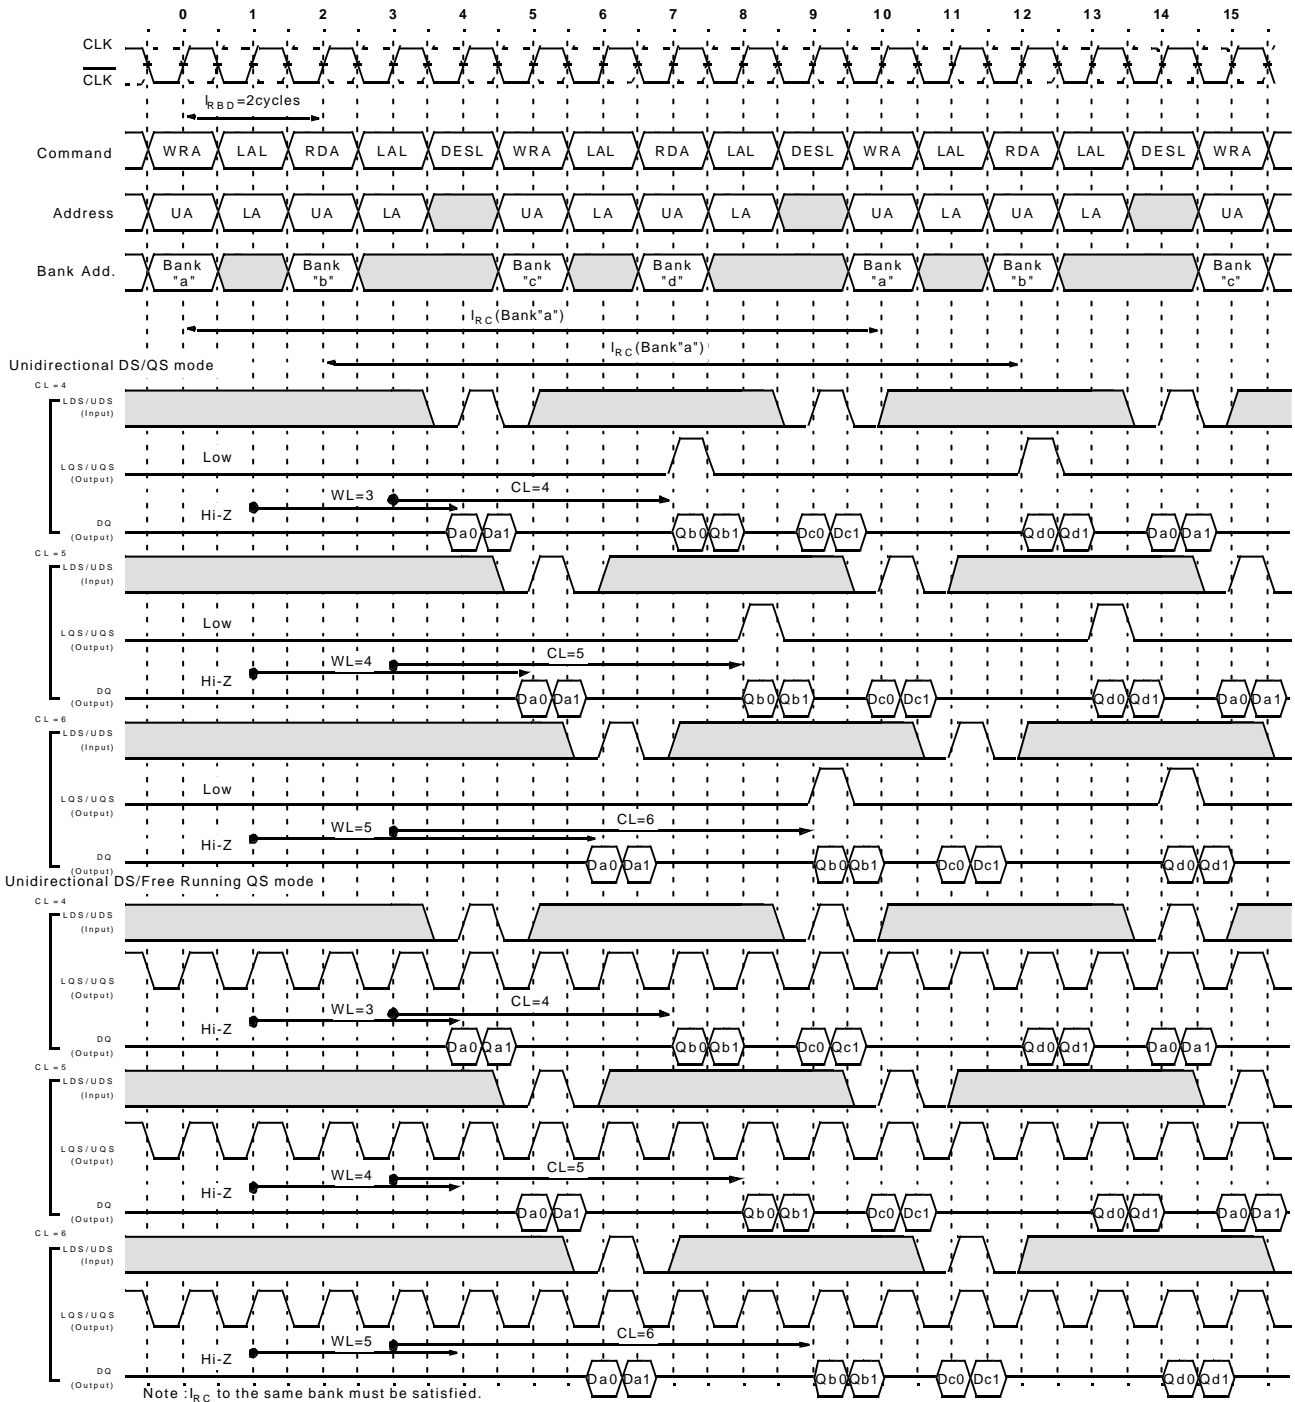 0 1 2 3 4 5 6 7 8 9 10 11 12 13 14 15
CLK
CLK
IRBD=2cycles
Command WRA LAL RDA LAL DESL WRA LAL RDA LAL DESL WRA LAL RDA LAL DESL WRA
Address UA LA UA LA UA LA UA LA UA LA UA LA UA
Bank Add. Bank "a" Bank "b" Bank "c" Bank "d" Bank "a" Bank "b" Bank "c"
IRC(Bank"a")
IRC(Bank"a")
Unidirectional DS/QS mode
CL=4
LDS/UDS
(Input)
Low
LQS/UQS
(Output)
WL=3 CL=4
Hi-Z
DQ
(Output)
Da0 Da1 Qb0 Qb1 Dc0 Dc1 Qd0 Qd1 Da0 Da1
CL=5
LDS/UDS
(Input)
Low
LQS/UQS
(Output)
WL=4 CL=5
Hi-Z
DQ
(Output)
Da0 Da1 Qb0 Qb1 Dc0 Dc1 Qd0 Qd1 Da0 Da1
CL=6
LDS/UDS
(Input)
Low
LQS/UQS
(Output)
WL=5 CL=6
Hi-Z
DQ
(Output)
Da0 Da1 Qb0 Qb1 Dc0 Dc1 Qd0 Qd1
Unidirectional DS/Free Running QS mode
CL=4
LDS/UDS
(Input)
LQS/UQS
(Output)
WL=3 CL=4
Hi-Z
DQ
(Output)
Da0 Qa1 Qb0 Qb1 Dc0 Qc1 Qd0 Qd1 Da0 Da1
CL=5
LDS/UDS
(Input)
LQS/UQS
(Output)
WL=4 CL=5
Hi-Z
DQ
(Output)
Da0 Da1 Qb0 Qb1 Dc0 Dc1 Qd0 Qd1 Da0 Da1
CL=6
LDS/UDS
(Input)
LQS/UQS
(Output)
WL=5 CL=6
Hi-Z
DQ
(Output)
Da0 Da1 Qb0 Qb1 Dc0 Dc1 Qd0 Qd1
Note :IRC to the same bank must be satisfied.